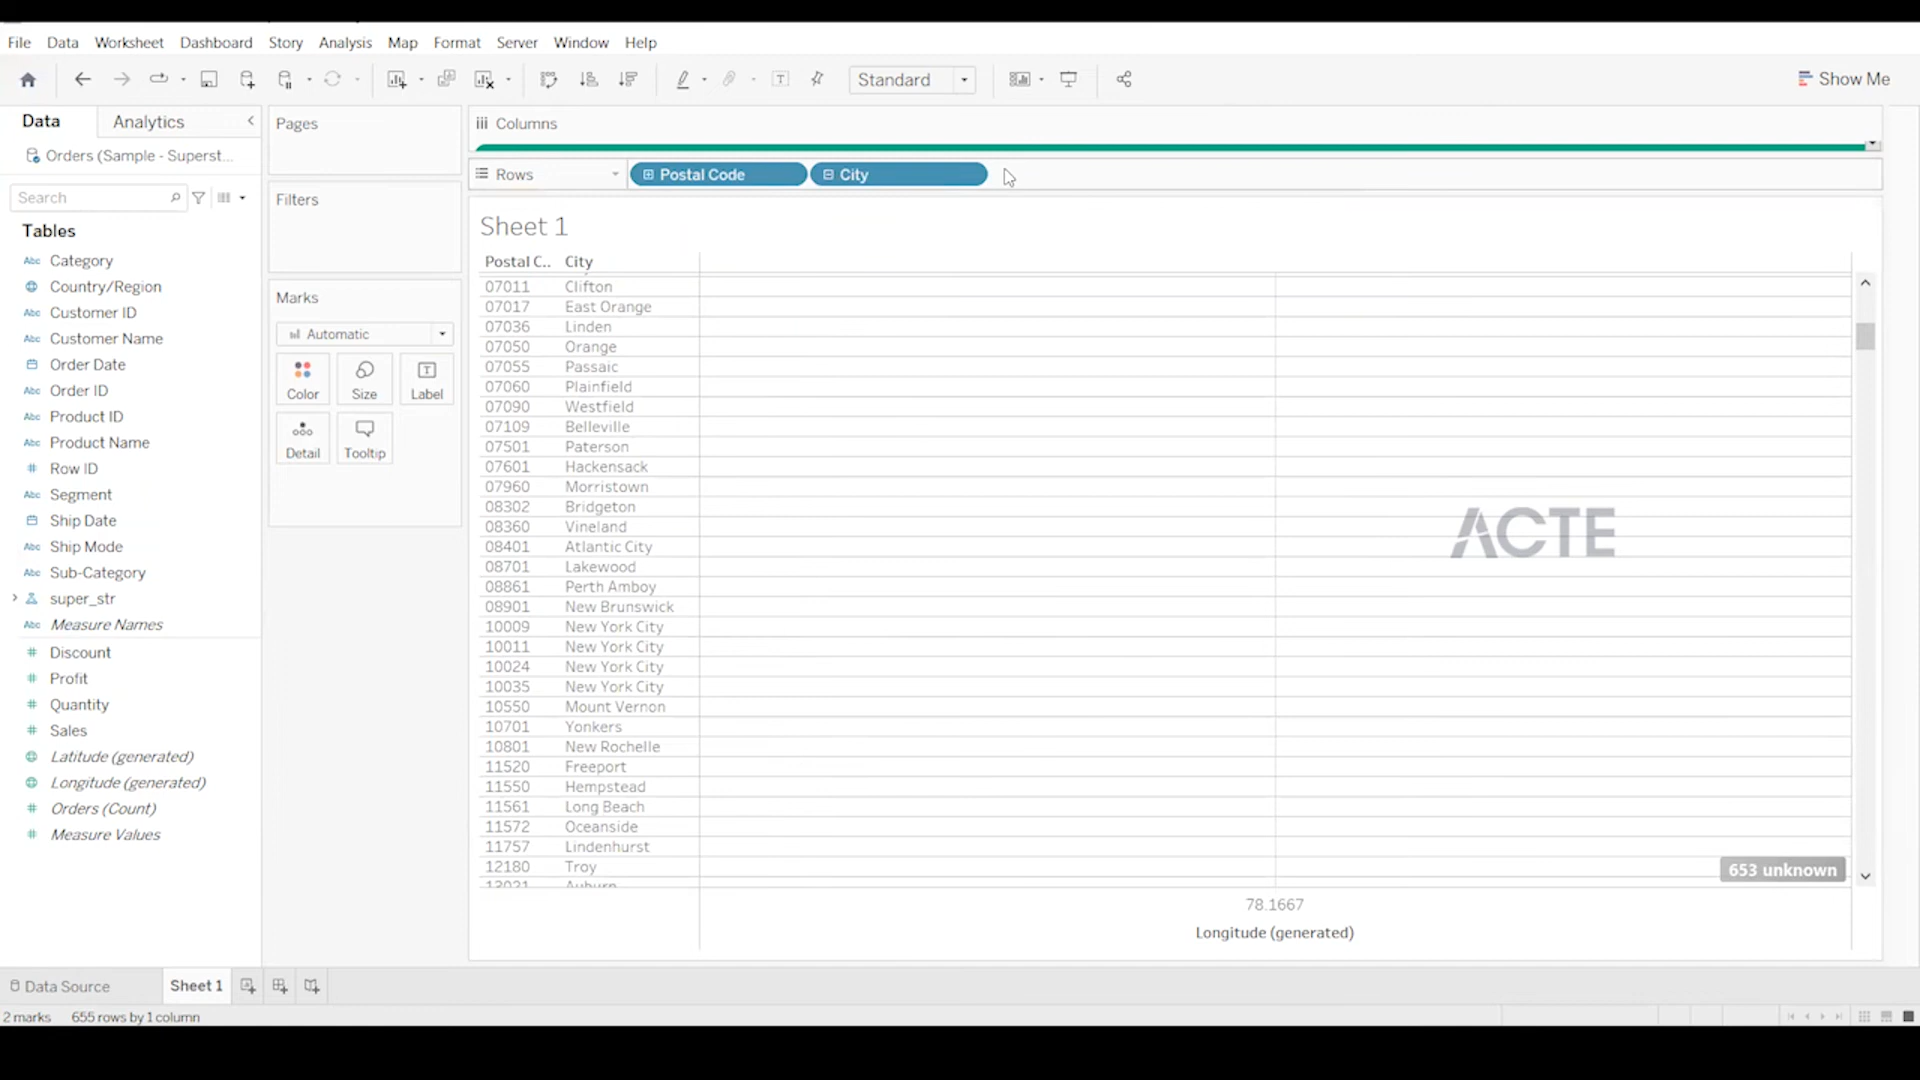 File Data Worksheet Dashboard Story Analysis Map Format Server Window Help
Standard
Show Me
Data Analytics
Orders (Sample - Superst...
Search
Tables
Category
Country/Region
Customer ID
Customer Name
Order Date
Order ID
Product ID
Product Name
Row ID
Segment
Ship Date
Ship Mode
Sub-Category
super_str
Measure Names
Discount
Profit
Quantity
Sales
Latitude (generated)
Longitude (generated)
Orders (Count)
Measure Values
Pages
Filters
Marks
Automatic
Color Size Label
Detail Tooltip
Columns
Rows Postal Code City
Sheet 1
Postal C.. City
07011 Clifton
07017 East Orange
07036 Linden
07050 Orange
07055 Passaic
07060 Plainfield
07090 Westfield
07109 Belleville
07501 Paterson
07601 Hackensack
07960 Morristown
08302 Bridgeton
08360 Vineland
08401 Atlantic City
08701 Lakewood
08861 Perth Amboy
08901 New Brunswick
10009 New York City
10011 New York City
10024 New York City
10035 New York City
10550 Mount Vernon
10701 Yonkers
10801 New Rochelle
11520 Freeport
11550 Hempstead
11561 Long Beach
11572 Oceanside
11757 Lindenhurst
12180 Troy
13021 Auburn
ACTE
653 unknown
78.1667
Longitude (generated)
Data Source Sheet 1
2 marks 655 rows by 1 column